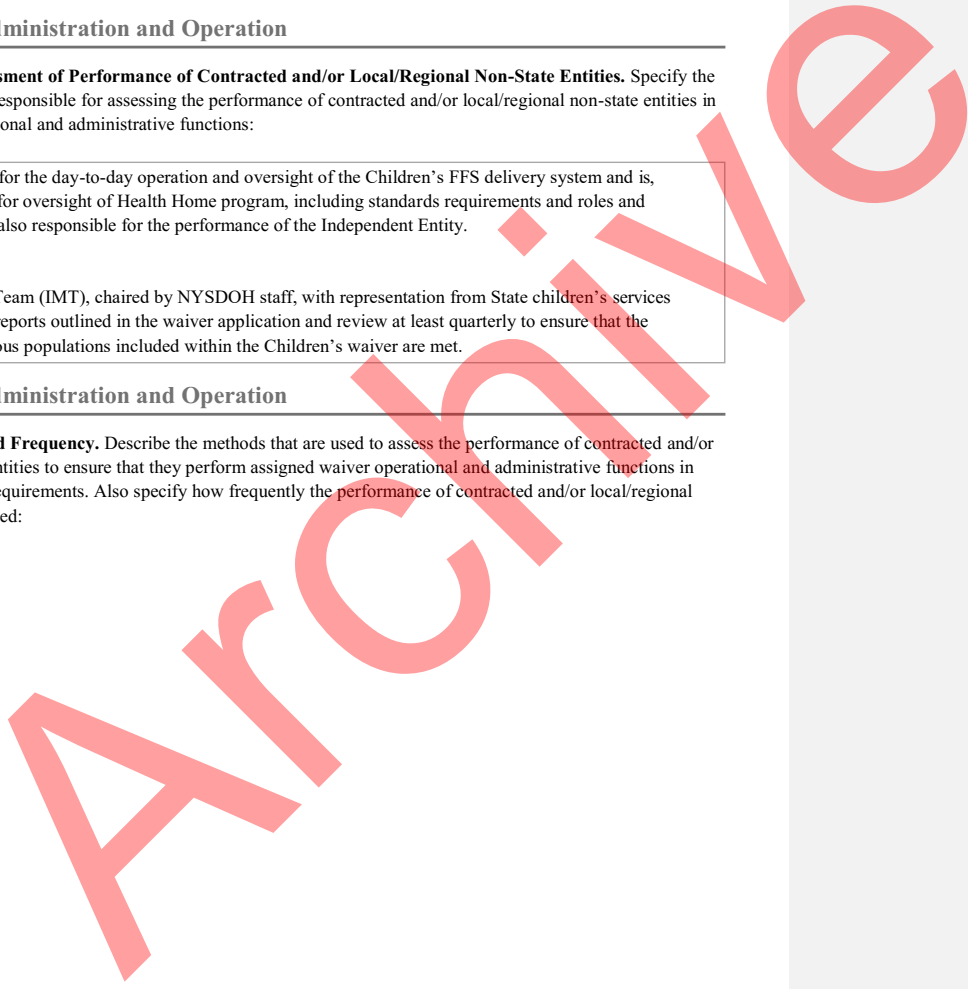 ministration and Operation
sment of Performance of Contracted and/or Local/Regional Non-State Entities. Specify the
esponsible for assessing the performance of contracted and/or local/regional non-state entities in
onal and administrative functions:
for the day-to-day operation and oversight of the Children's FFS delivery system and is,
for oversight of Health Home program, including standards requirements and roles and
also responsible for the performance of the Independent Entity.
Team (IMT), chaired by NYSDOH staff, with representation from State children's services
reports outlined in the waiver application and review at least quarterly to ensure that the
ous populations included within the Children's waiver are met.
ministration and Operation
d Frequency. Describe the methods that are used to assess the performance of contracted and/or
ntities to ensure that they perform assigned waiver operational and administrative functions in
equirements. Also specify how frequently the performance of contracted and/or local/regional
ed:
Archive